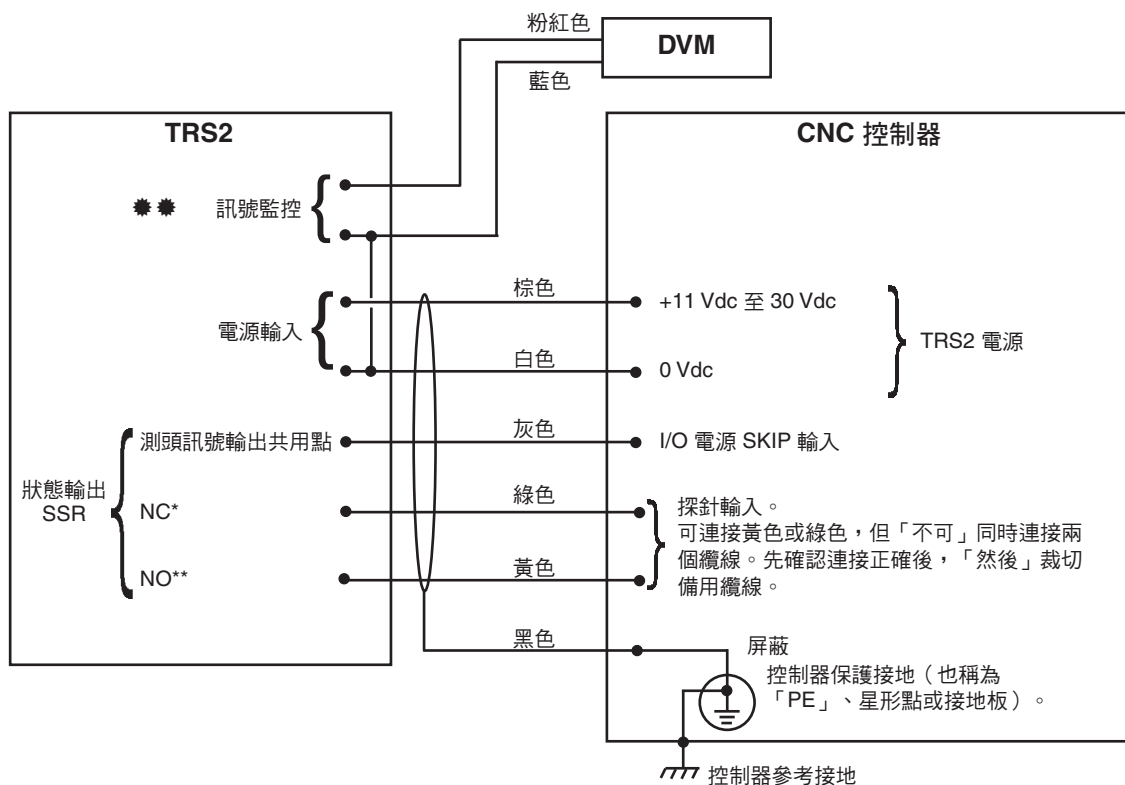 粉紅色
DVM
藍色
TRS2
CNC 控制器
訊號監控
棕色
+11 Vdc 至 30 Vdc
電源輸入
TRS2 電源
白色
0 Vdc
灰色
測頭訊號輸出共用點
I/O 電源 SKIP 輸入
狀態輸出
SSR
綠色
NC*
探針輸入。
可連接黃色或綠色，但「不可」同時連接兩
個纜線。先確認連接正確後，「然後」裁切
備用纜線。
黃色
NO**
黑色
屏蔽
控制器保護接地（也稱為
「PE」、星形點或接地板）。
控制器參考接地